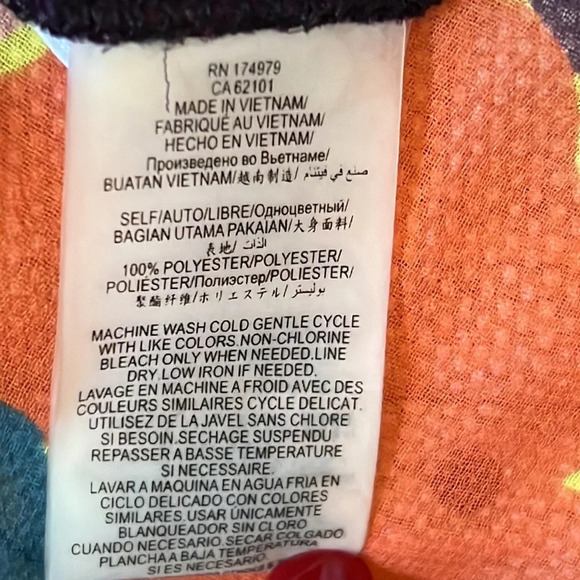 RN 174979
CA 62101
MADE IN VIETNAM/
FABRIQUÉ AU VIETNAM/
HECHO EN VIETNAM/
Произведено во Вьетнаме/
BUATAN VIETNAM/越南制造/صنع في فيتنام
SELF/AUTO/LIBRE/Одноцветный/
BAGIAN UTAMA PAKAIAN/大身面料/
表地/الذات
100% POLYESTER/POLYESTER/
POLIÉSTER/Полиэстер/POLIESTER/
聚酯纤维/ポリエステル/بوليستر
MACHINE WASH COLD GENTLE CYCLE
WITH LIKE COLORS.NON-CHLORINE
BLEACH ONLY WHEN NEEDED.LINE
DRY.LOW IRON IF NEEDED.
LAVAGE EN MACHINE A FROID AVEC DES
COULEURS SIMILAIRES CYCLE DELICAT.
UTILISEZ DE LA JAVEL SANS CHLORE
SI BESOIN.SECHAGE SUSPENDU
REPASSER A BASSE TEMPERATURE
SI NECESSAIRE.
LAVAR A MAQUINA EN AGUA FRIA EN
CICLO DELICADO CON COLORES
SIMILARES.USAR ÚNICAMENTE
BLANQUEADOR SIN CLORO
CUANDO NECESARIO.SECAR COLGADO
PLANCHA A BAJA TEMPERATURA
SI ES NECESARIO.